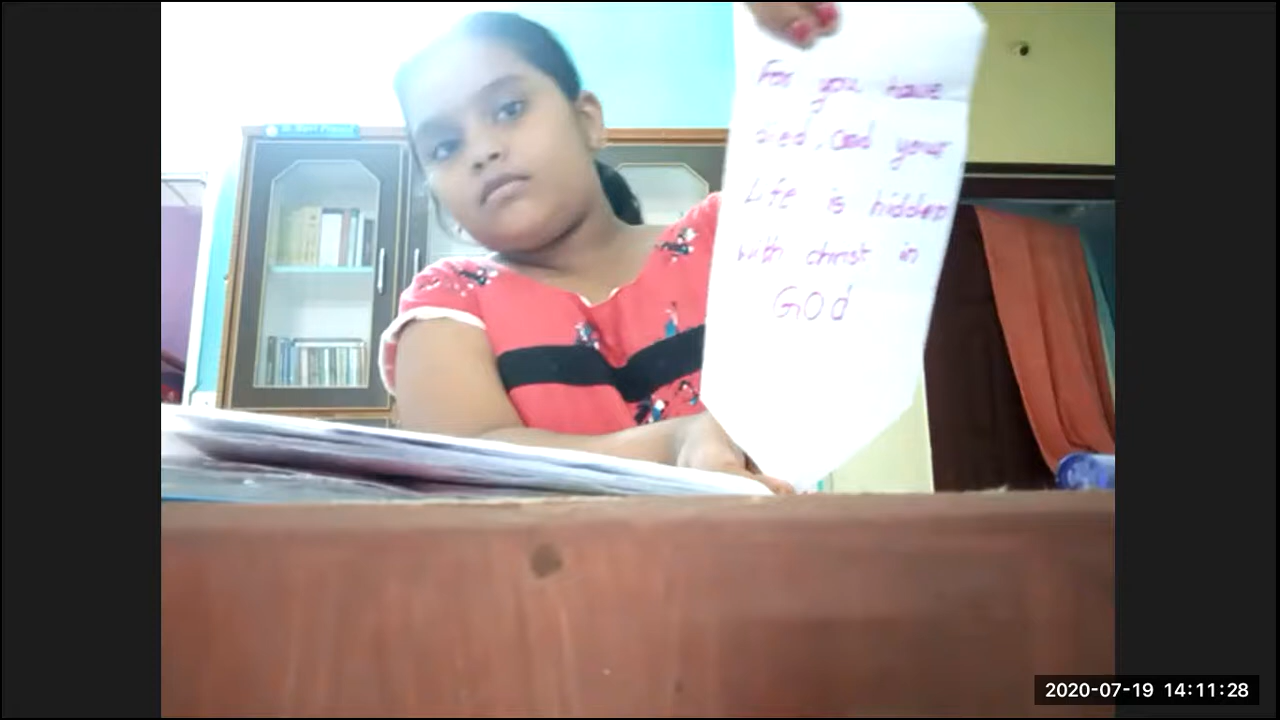 For you have
died, and your
Life is hidden
with christ in
GOd
2020-07-19 14:11:28